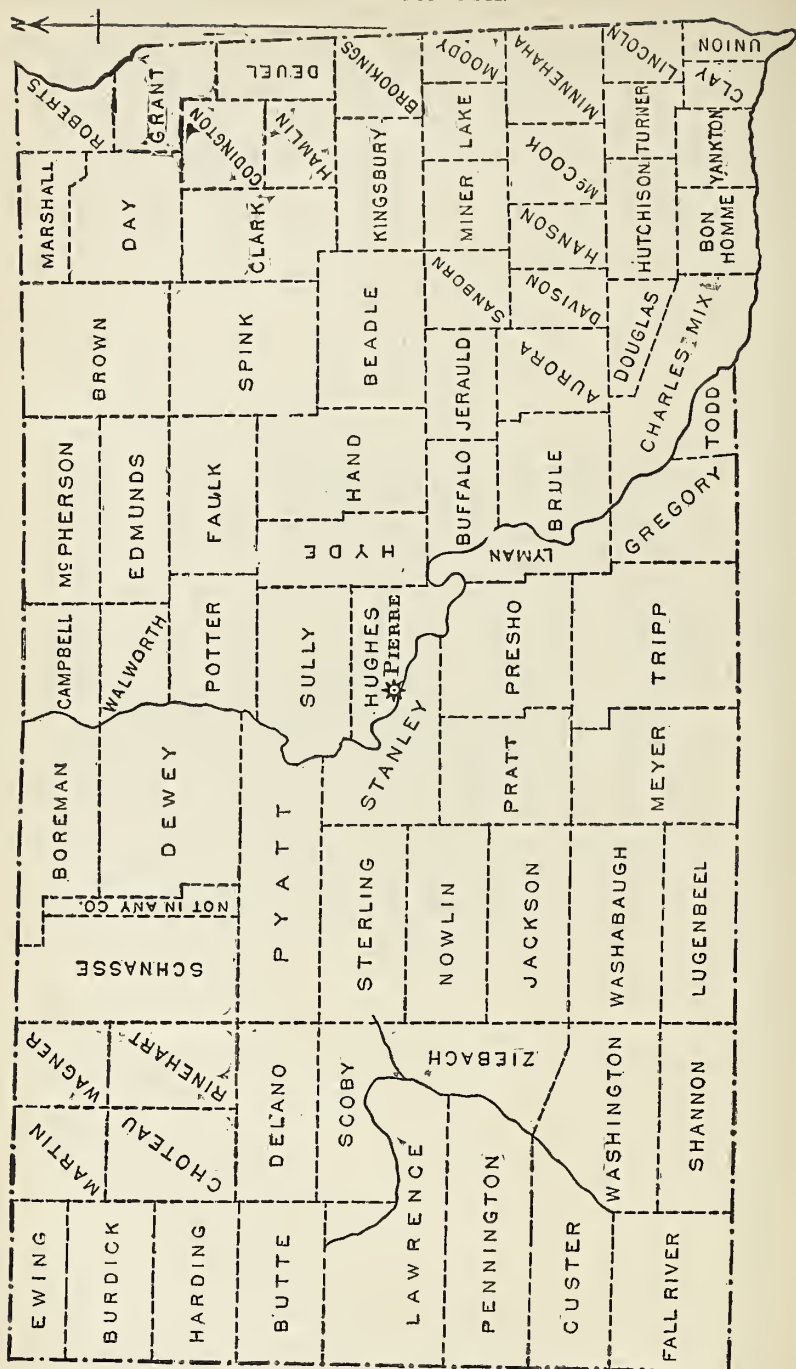 N
ROBERTS
GRANT
DEUEL
BROOKINGS
MOODY
MINNEHAHA
LINCOLN
UNION
CLAY
MARSHALL
DAY
CODINGTON
HAMLIN
CLARK
KINGSBURY
LAKE
MINER
McCOOK
HANSON
TURNER
HUTCHISON
YANKTON
BON
HOMME
BROWN
SPINK
BEADLE
SANBORN
JERAULD
DAVISON
AURORA
DOUGLAS
CHARLES MIX
TODD
McPHERSON
EDMUNDS
FAULK
HAND
HYDE
BUFFALO
BRULE
LYMAN
GREGORY
CAMPBELL
WALWORTH
POTTER
SULLY
HUGHES
PIERRE
STANLEY
PRESHO
PRATT
TRIPP
MEYER
BOREMAN
DEWEY
NOT IN ANY CO.
SCHNASSE
PYATT
STERLING
NOWLIN
JACKSON
WASHABAUGH
LUGENBEEL
WAGNER
RINEHART
MARTIN
CHOTEAU
DELANO
SCOBY
ZIEBACH
WASHINGTON
SHANNON
EWING
BURDICK
HARDING
BUTTE
LAWRENCE
PENNINGTON
CUSTER
FALL RIVER